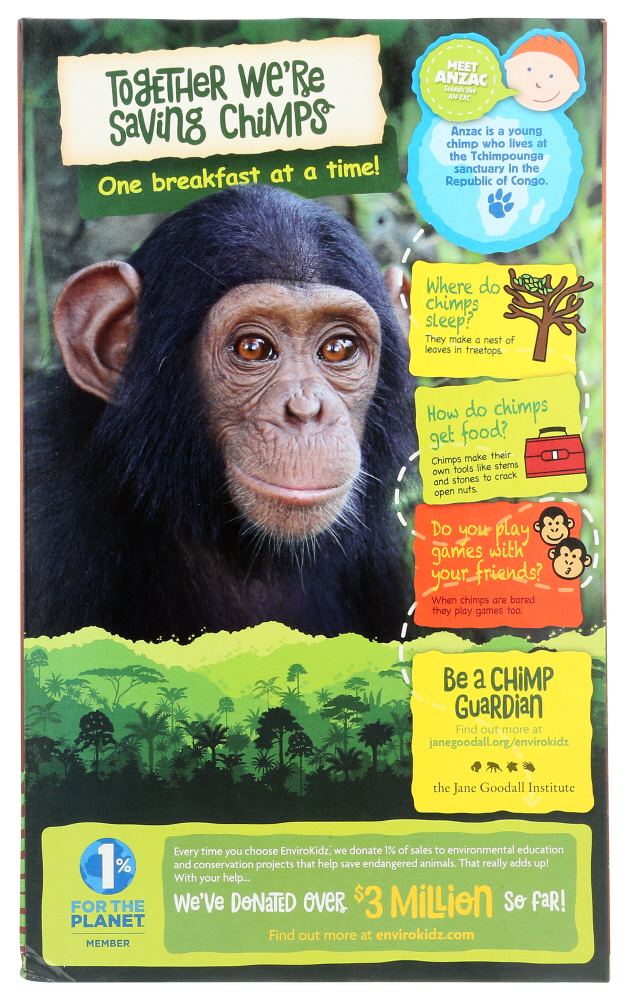 Together We're
Saving Chimps
One breakfast at a time!
MEET
ANZAC
Sounds like
AN-ZAC
Anzac is a young
chimp who lives at
the Tchimpounga
sanctuary in the
Republic of Congo.
Where do
chimps
sleep?
They make a nest of
leaves in treetops.
How do chimps
get food?
Chimps make their
own tools like stems
and stones to crack
open nuts.
Do you play
games with
your friends?
When chimps are bored
they play games too.
Be a Chimp
Guardian
Find out more at
janegoodall.org/envirokidz
the Jane Goodall Institute
1%
FOR THE
PLANET
MEMBER
Every time you choose EnviroKidz, we donate 1% of sales to environmental education
and conservation projects that help save endangered animals. That really adds up!
With your help...
We've Donated over $3 Million So far!
Find out more at envirokidz.com